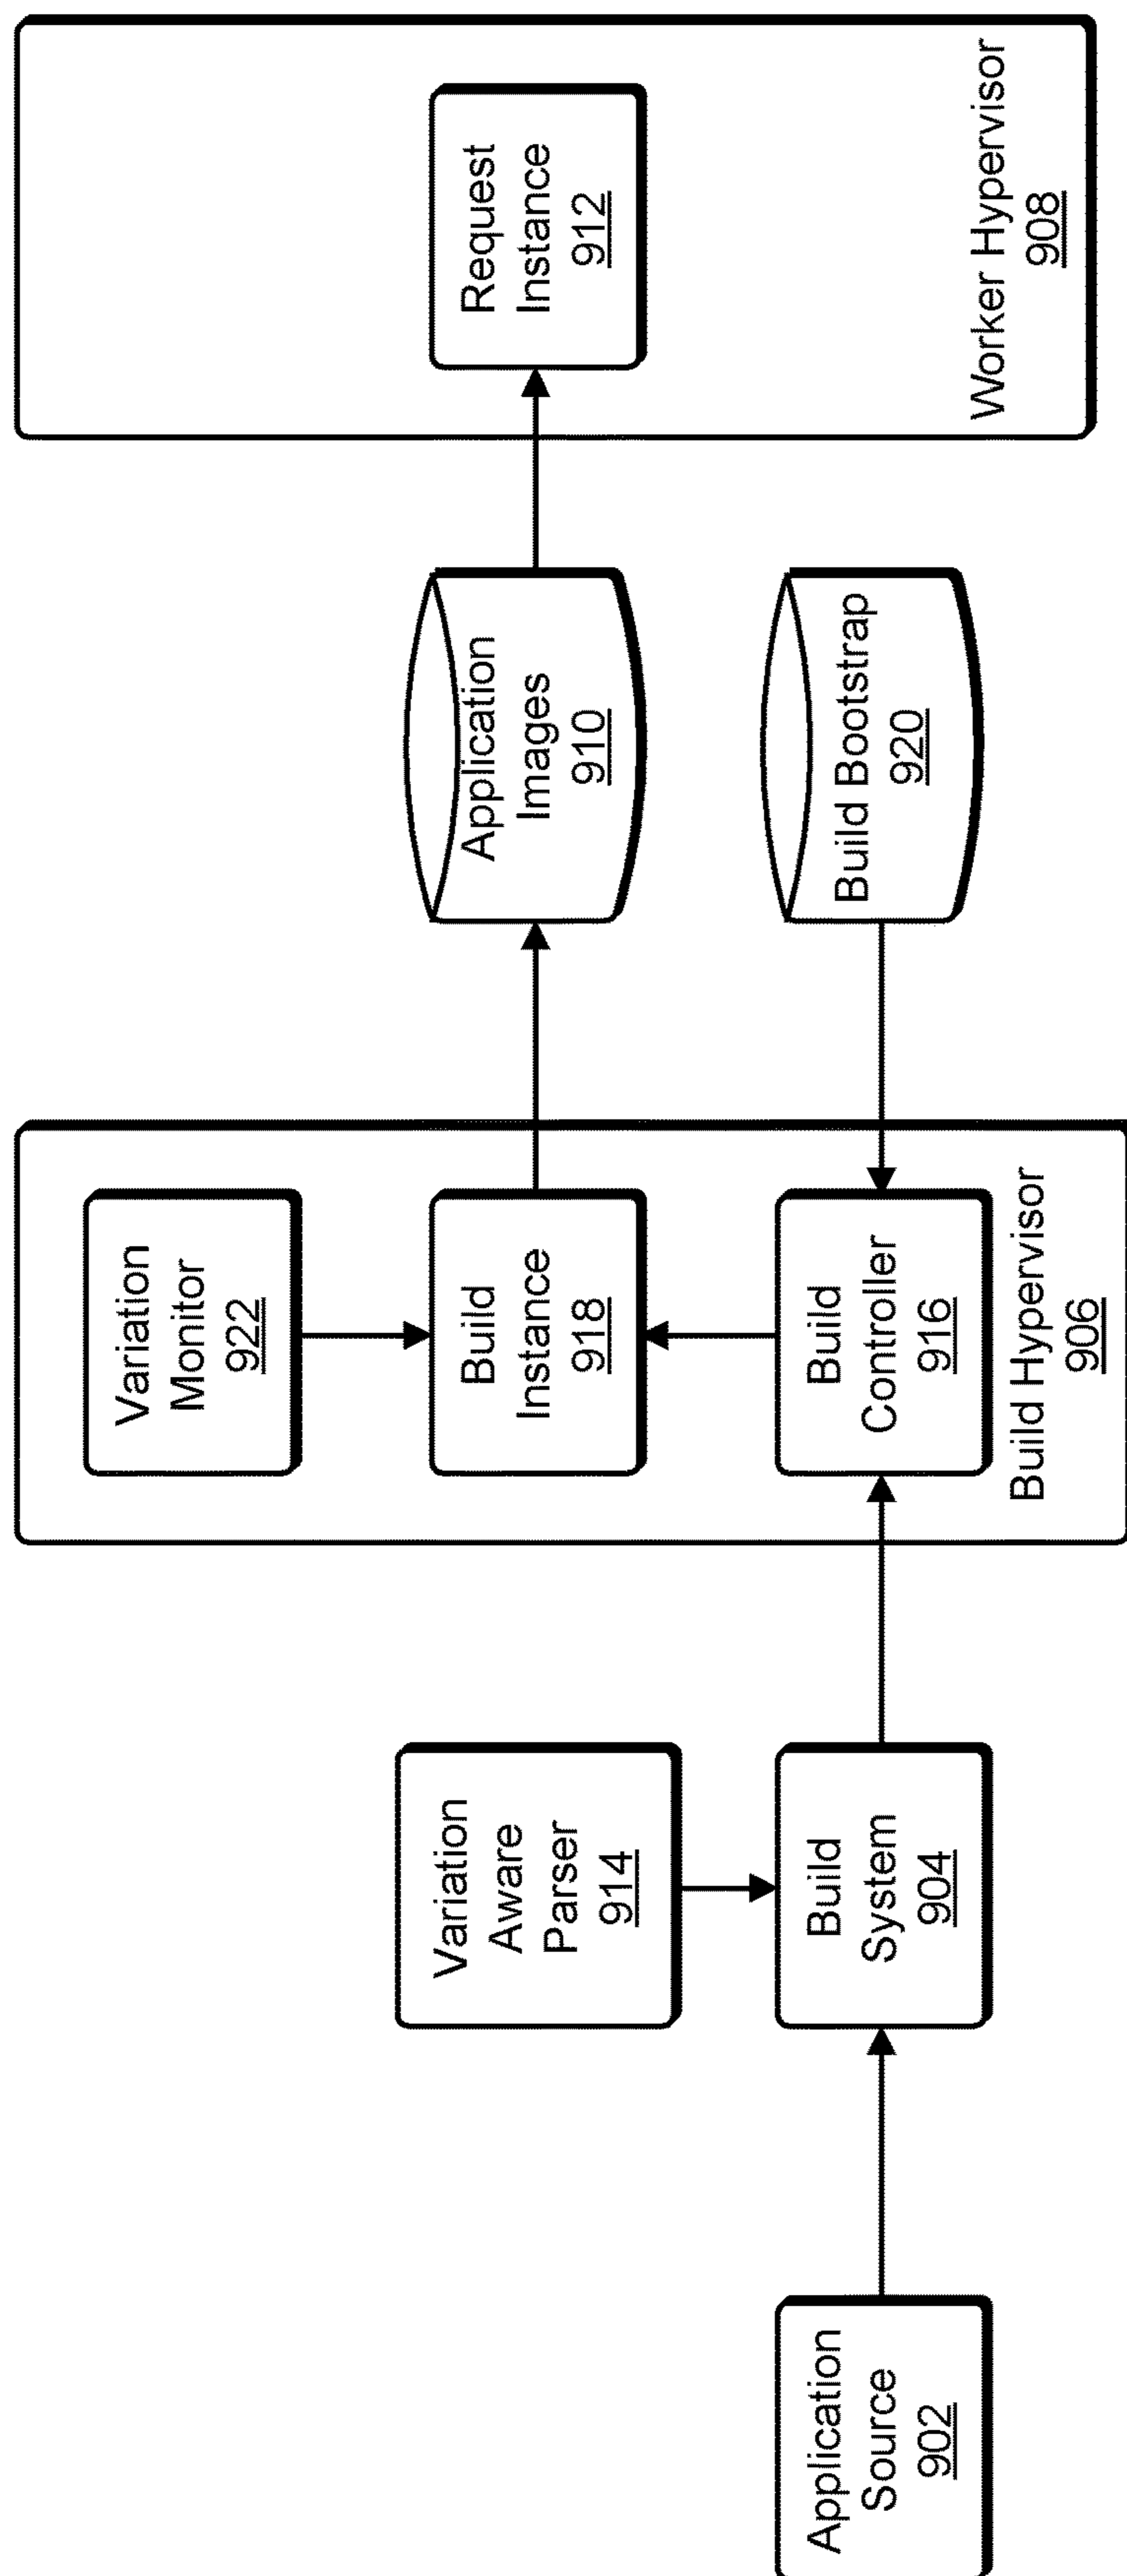 Application
Source
902
Variation
Aware
Parser
914
Build
System
904
Variation
Monitor
922
Build
Instance
918
Build
Controller
916
Build Hypervisor
906
Application
Images
910
Build Bootstrap
920
Request
Instance
912
Worker Hypervisor
908